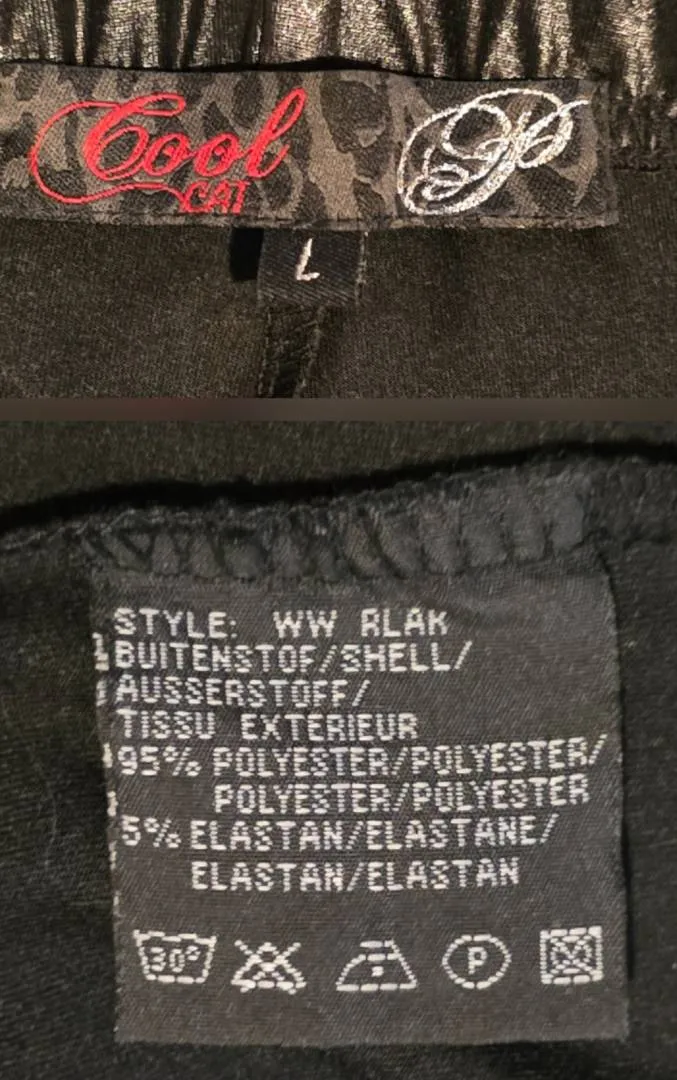 Cool
CAT
L
STYLE: WW RLAK
BUITENSTOF/SHELL/
AUSSERSTOFF/
TISSU EXTERIEUR
95% POLYESTER/POLYESTER/
POLYESTER/POLYESTER
5% ELASTAN/ELASTANE/
ELASTAN/ELASTAN
30°
P